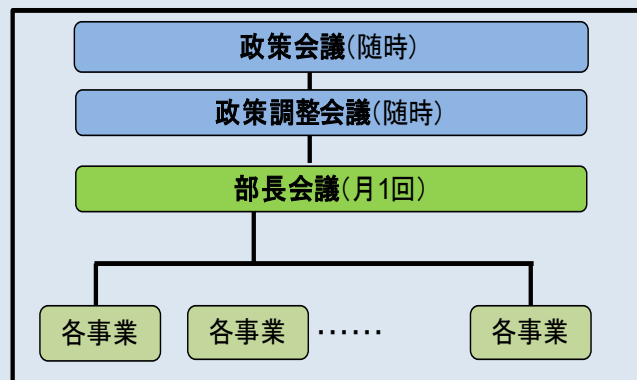 政策会議(随時)
政策調整会議(随時)
部長会議(月1回)
各事業 各事業 …… 各事業